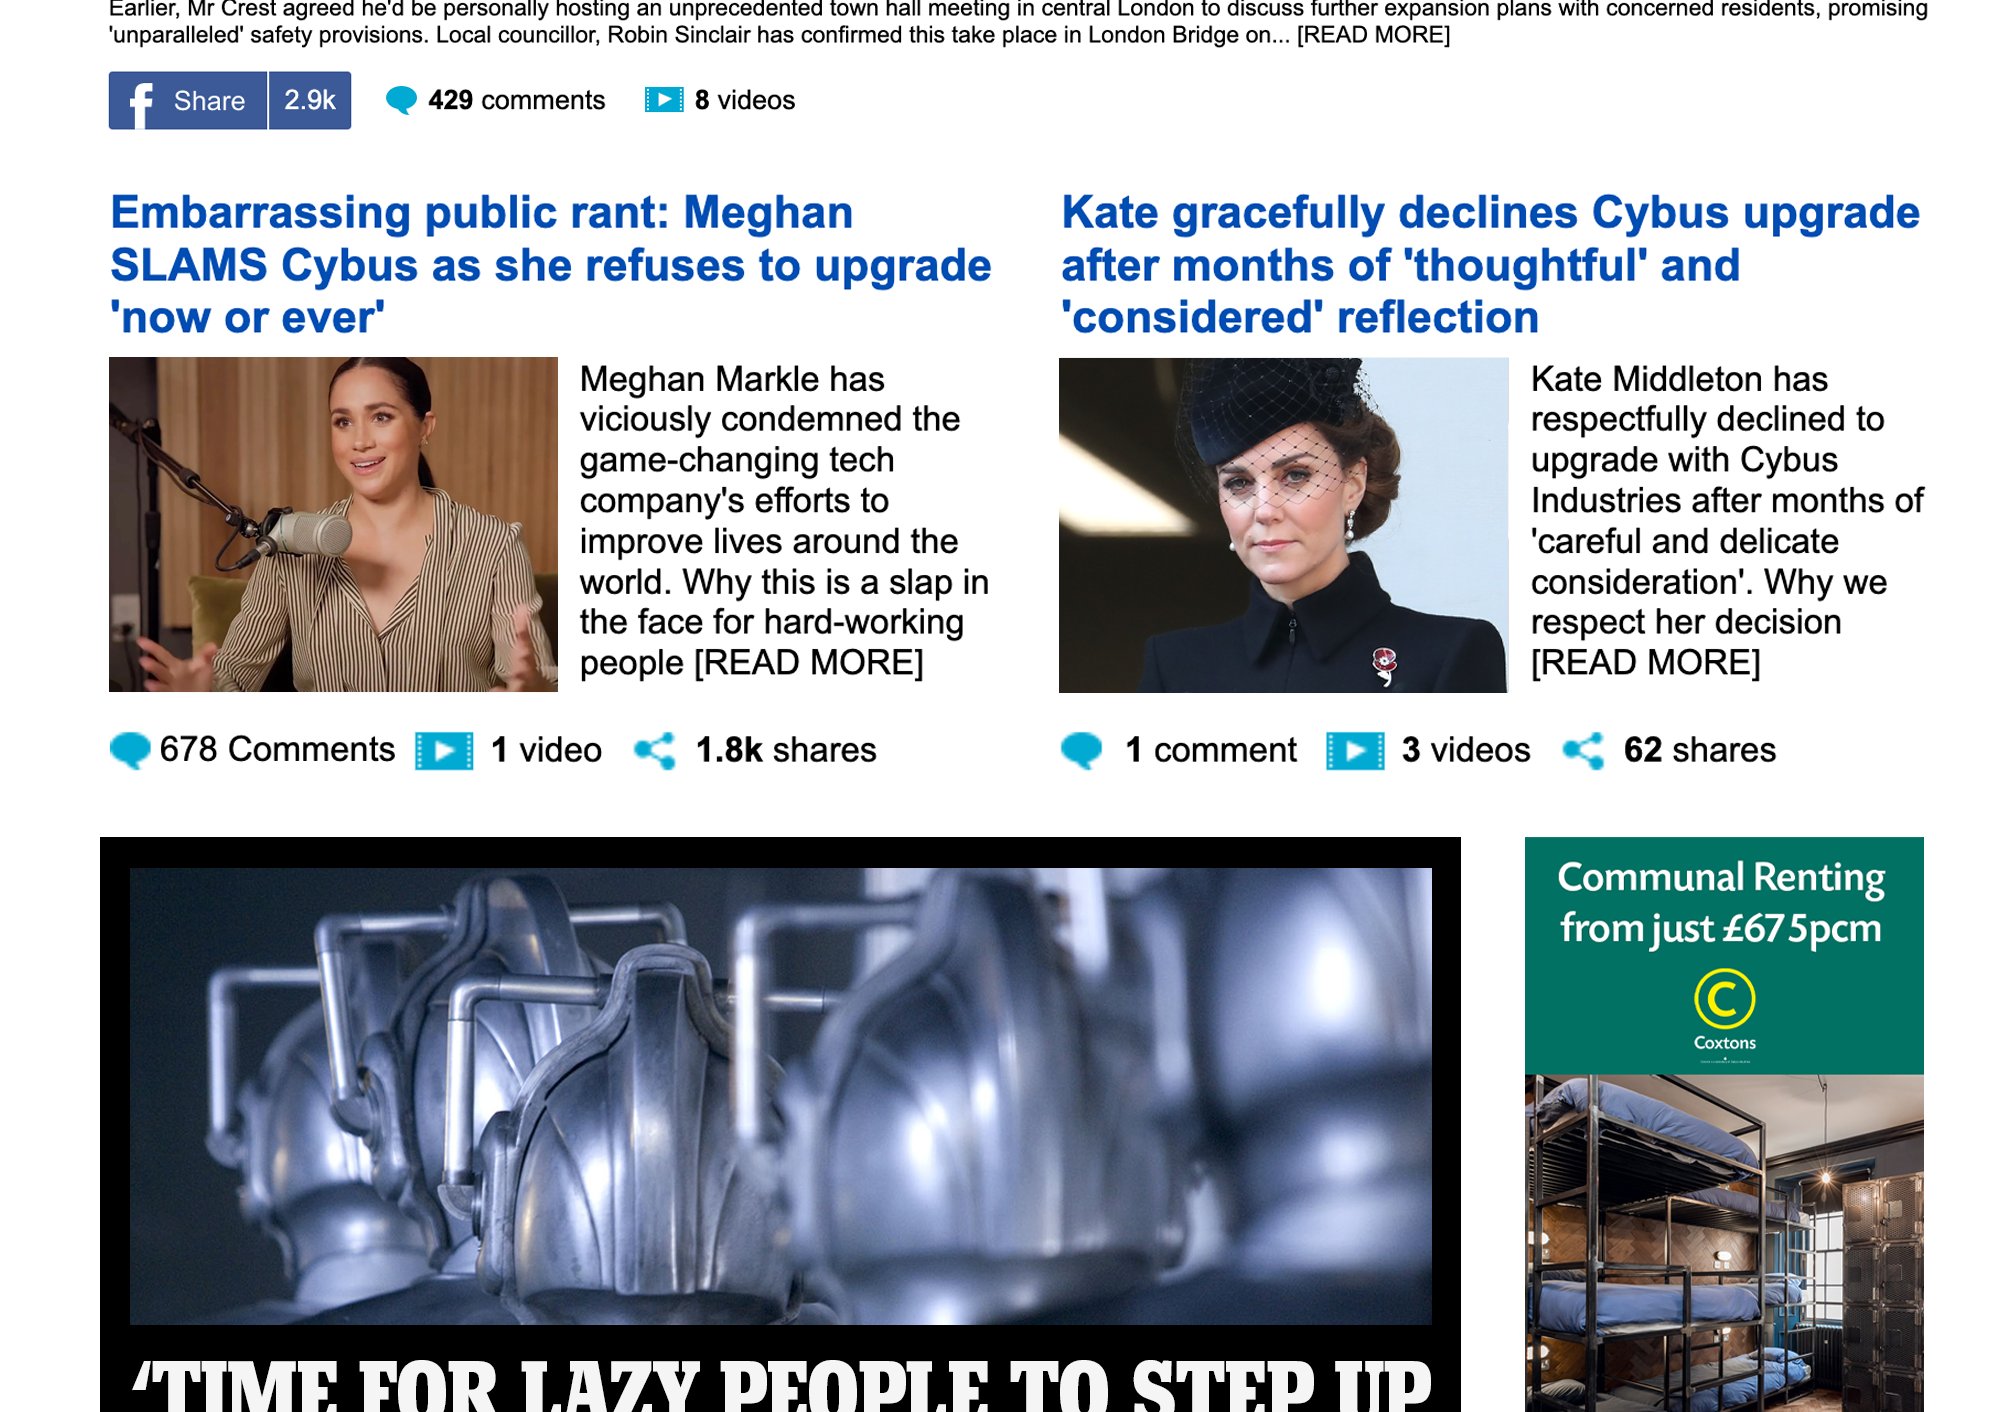 Earlier, Mr Crest agreed he'd be personally hosting an unprecedented town hall meeting in central London to discuss further expansion plans with concerned residents, promising
'unparalleled' safety provisions. Local councillor, Robin Sinclair has confirmed this take place in London Bridge on... [READ MORE]
f Share 2.9k 429 comments 8 videos
Embarrassing public rant: Meghan
SLAMS Cybus as she refuses to upgrade
'now or ever'
Meghan Markle has
viciously condemned the
game-changing tech
company's efforts to
improve lives around the
world. Why this is a slap in
the face for hard-working
people [READ MORE]
678 Comments 1 video 1.8k shares
Kate gracefully declines Cybus upgrade
after months of 'thoughtful' and
'considered' reflection
Kate Middleton has
respectfully declined to
upgrade with Cybus
Industries after months of
'careful and delicate
consideration'. Why we
respect her decision
[READ MORE]
1 comment 3 videos 62 shares
'TIME FOR LAZY PEOPLE TO STEP UP
Communal Renting
from just £675pcm
C
Coxtons